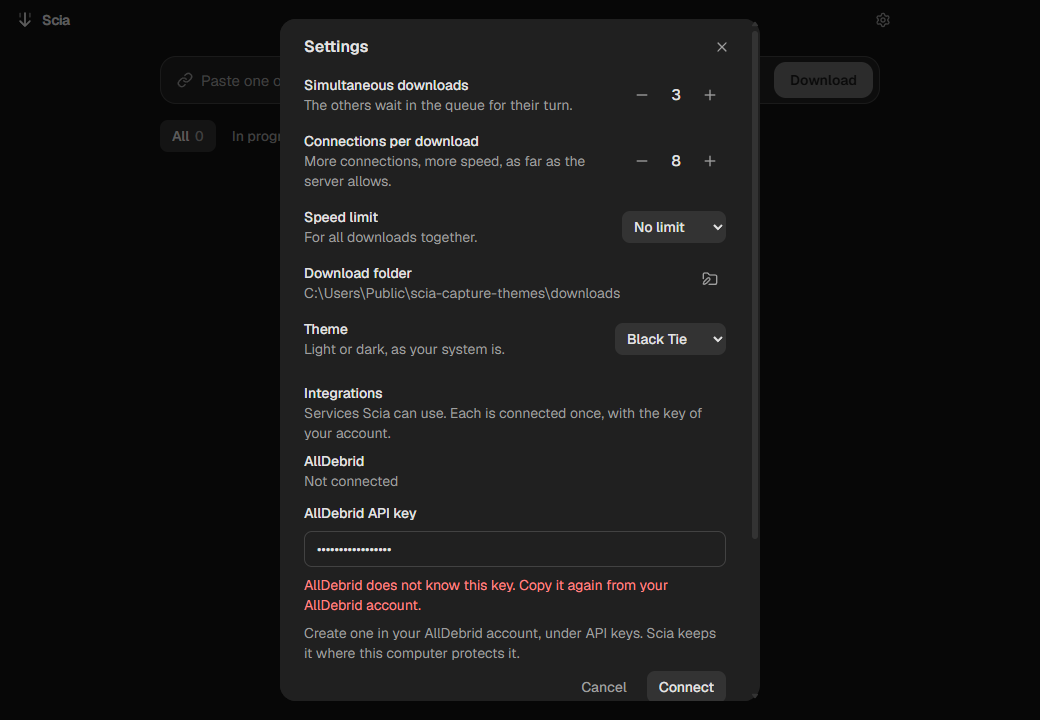 Scia
Settings
Paste one o
Download
All 0
In progr
Simultaneous downloads
The others wait in the queue for their turn.
3
Connections per download
More connections, more speed, as far as the
server allows.
8
Speed limit
For all downloads together.
No limit
Download folder
C:\Users\Public\scia-capture-themes\downloads
Theme
Light or dark, as your system is.
Black Tie
Integrations
Services Scia can use. Each is connected once, with the key of
your account.
AllDebrid
Not connected
AllDebrid API key
•••••••••••••••••
AllDebrid does not know this key. Copy it again from your
AllDebrid account.
Create one in your AllDebrid account, under API keys. Scia keeps
it where this computer protects it.
Cancel
Connect